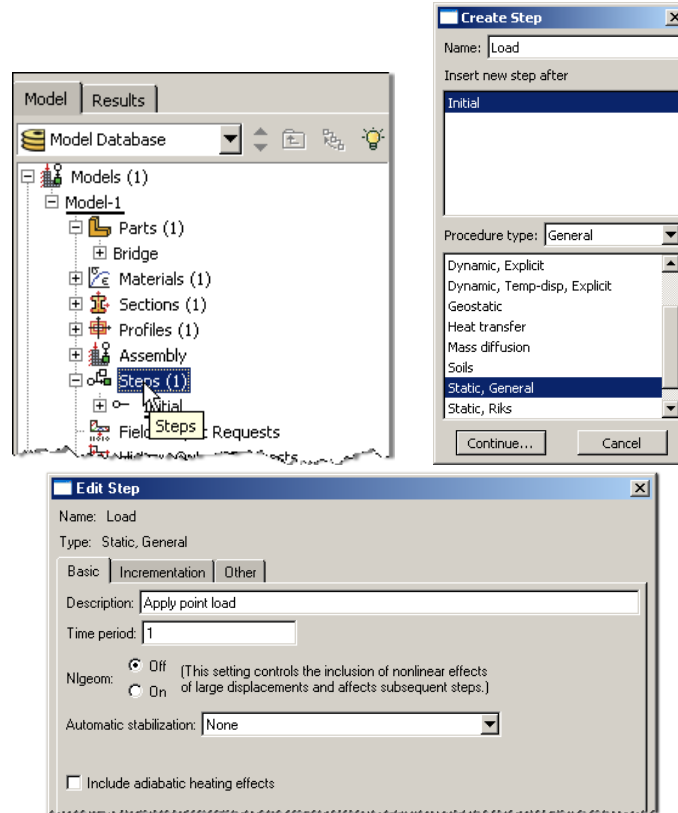 Model Results
Model Database
Models (1)
Model-1
Parts (1)
Bridge
Materials (1)
Sections (1)
Profiles (1)
Assembly
Steps (1)
Initial
Steps
Field Requests
Create Step
Name: Load
Insert new step after
Initial
Procedure type: General
Dynamic, Explicit
Dynamic, Temp-disp, Explicit
Geostatic
Heat transfer
Mass diffusion
Soils
Static, General
Static, Riks
Continue... Cancel
Edit Step
Name: Load
Type: Static, General
Basic Incrementation Other
Description: Apply point load
Time period: 1
Nlgeom: Off (This setting controls the inclusion of nonlinear effects
On of large displacements and affects subsequent steps.)
Automatic stabilization: None
Include adiabatic heating effects